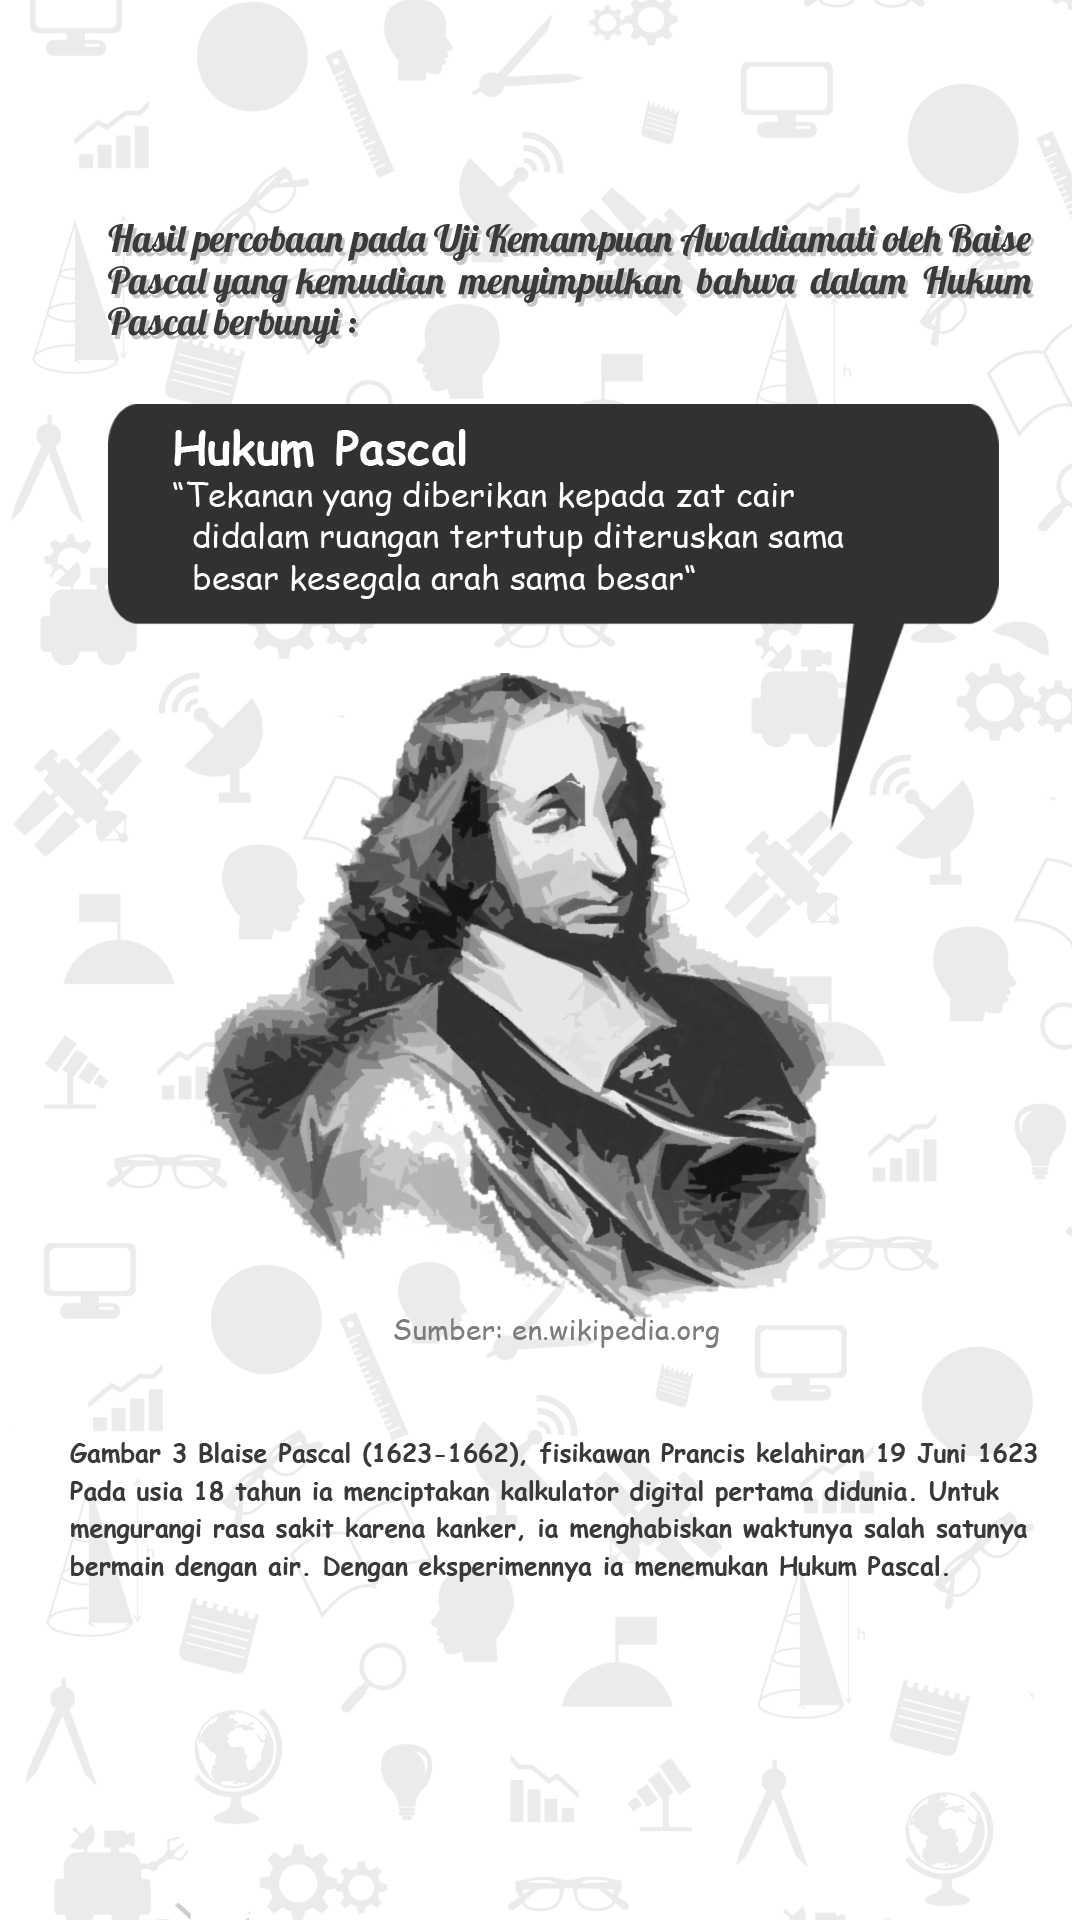 Hasil percobaan pada Uji Kemampuan Awaldiamati oleh Baise
Pascal yang kemudian menyimpulkan bahwa dalam Hukum
Pascal berbunyi :
Hukum Pascal
“Tekanan yang diberikan kepada zat cair
didalam ruangan tertutup diteruskan sama
besar kesegala arah sama besar“
h
Sumber: en.wikipedia.org
Gambar 3 Blaise Pascal (1623-1662), fisikawan Prancis kelahiran 19 Juni 1623
Pada usia 18 tahun ia menciptakan kalkulator digital pertama didunia. Untuk
mengurangi rasa sakit karena kanker, ia menghabiskan waktunya salah satunya
bermain dengan air. Dengan eksperimennya ia menemukan Hukum Pascal.
h
h